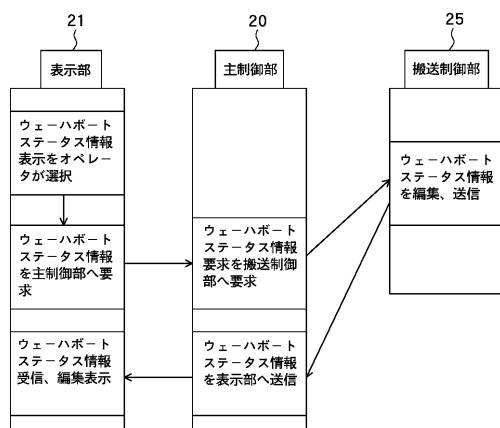 21
20
25
表示部
主制御部
搬送制御部
ウェーハボート
ステータス情報
表示をオペレー
タが選択
ウェーハボート
ステータス情報
を主制御部へ要
求
ウェーハボート
ステータス情報
要求を搬送制御
部へ要求
ウェーハボート
ステータス情報
を編集、送信
ウェーハボート
ステータス情報
を表示部へ送信
ウェーハボート
ステータス情報
受信、編集表示